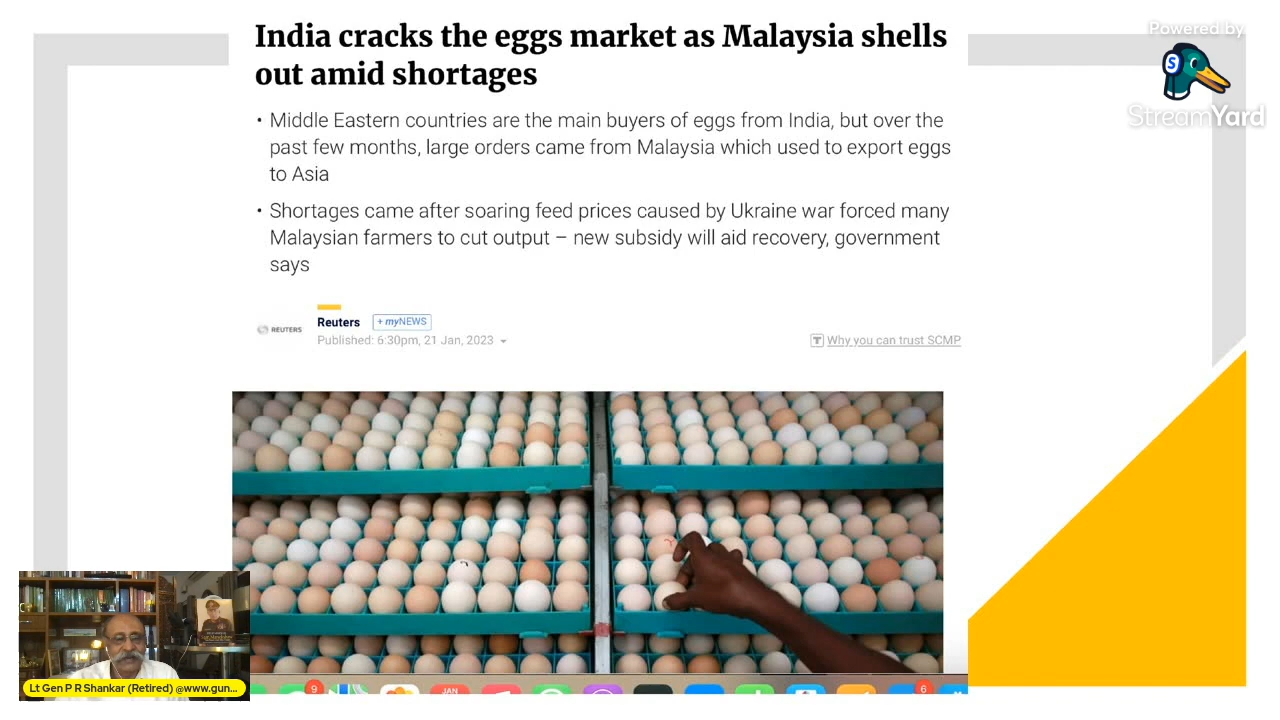 India cracks the eggs market as Malaysia shells
out amid shortages
Powered by
StreamYard
• Middle Eastern countries are the main buyers of eggs from India, but over the
past few months, large orders came from Malaysia which used to export eggs
to Asia
• Shortages came after soaring feed prices caused by Ukraine war forced many
Malaysian farmers to cut output – new subsidy will aid recovery, government
says
REUTERS
Reuters
+ myNEWS
Published: 6:30pm, 21 Jan, 2023
Why you can trust SCMP
Lt Gen P R Shankar (Retired) @www.gun...
9
JAN
6